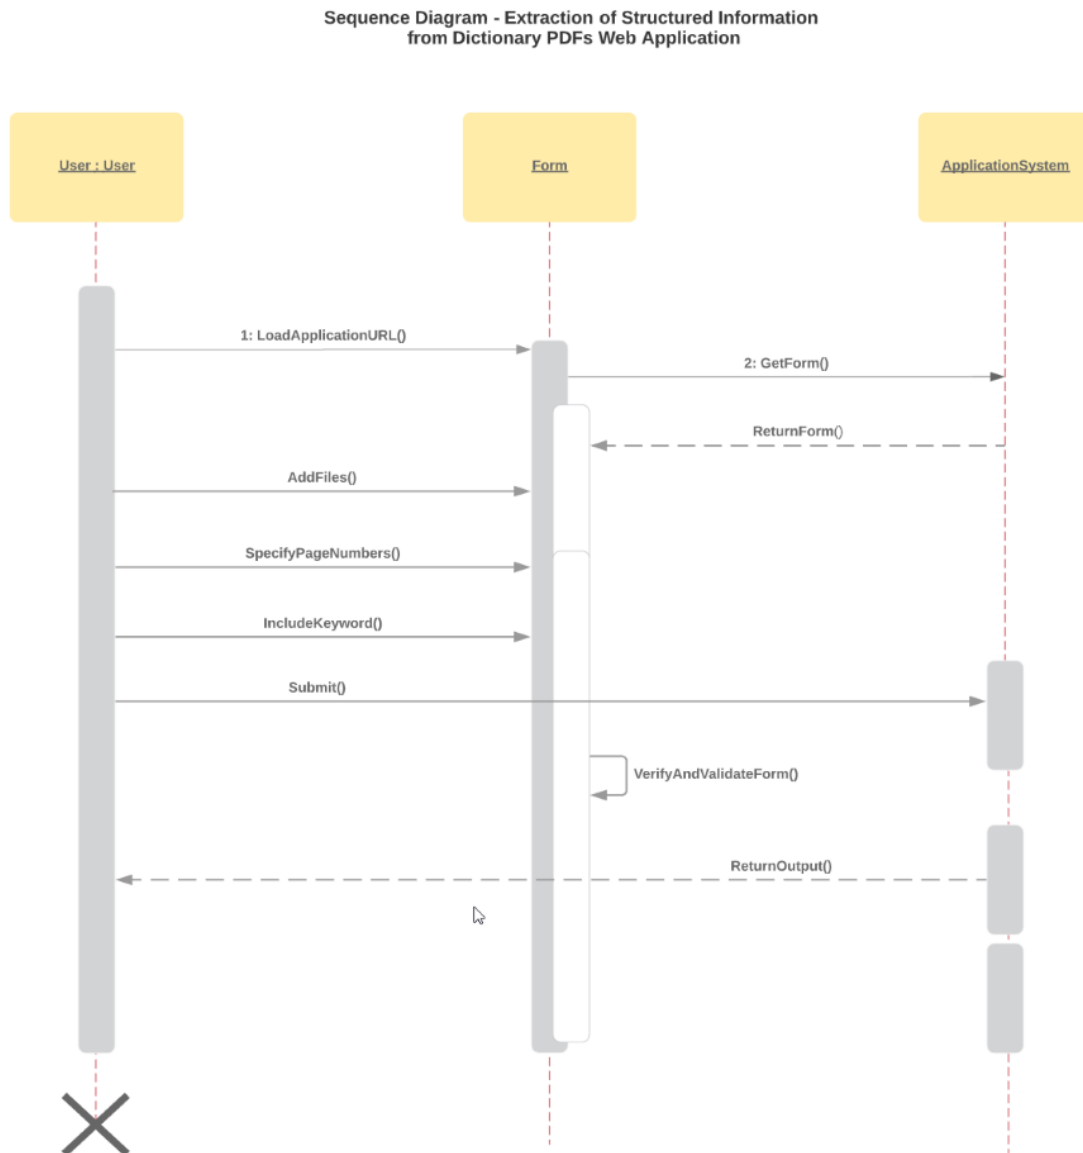 Sequence Diagram - Extraction of Structured Information
from Dictionary PDFs Web Application
User : User
Form
ApplicationSystem
1: LoadApplicationURL()
2: GetForm()
ReturnForm()
AddFiles()
SpecifyPageNumbers()
IncludeKeyword()
Submit()
VerifyAndValidateForm()
ReturnOutput()